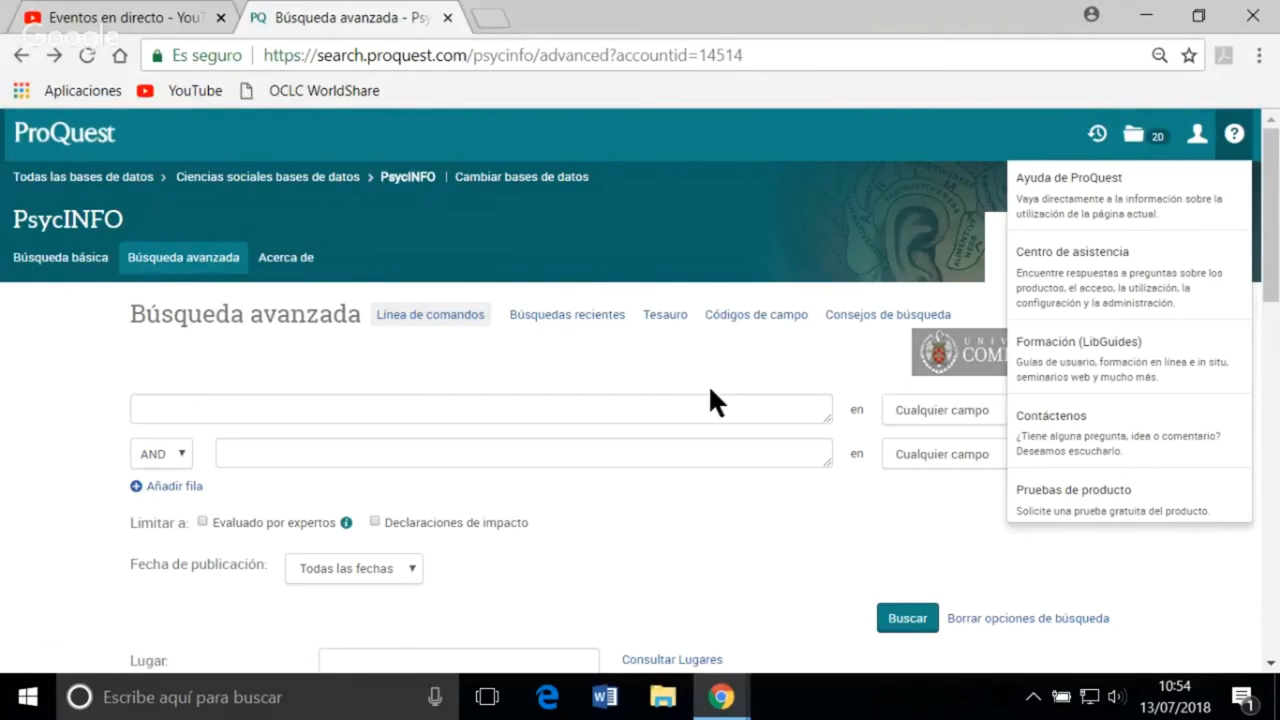 Eventos en directo - YouT
PQ Búsqueda avanzada - Psy
Google
Es seguro https://search.proquest.com/psycinfo/advanced?accountid=14514
Aplicaciones YouTube OCLC WorldShare
ProQuest
20
Todas las bases de datos > Ciencias sociales bases de datos > PsycINFO | Cambiar bases de datos
PsycINFO
Búsqueda básica Búsqueda avanzada Acerca de
Ayuda de ProQuest
Vaya directamente a la información sobre la
utilización de la página actual.
Centro de asistencia
Encuentre respuestas a preguntas sobre los
productos, el acceso, la utilización, la
configuración y la administración.
Formación (LibGuides)
Guías de usuario, formación en línea e in situ,
seminarios web y mucho más.
Contáctenos
¿Tiene alguna pregunta, idea o comentario?
Deseamos escucharlo.
Pruebas de producto
Solicite una prueba gratuita del producto.
Búsqueda avanzada Línea de comandos Búsquedas recientes Tesauro Códigos de campo Consejos de búsqueda
UNIV
COMP
en Cualquier campo
AND en Cualquier campo
Añadir fila
Limitar a: Evaluado por expertos Declaraciones de impacto
Fecha de publicación: Todas las fechas
Buscar Borrar opciones de búsqueda
Lugar: Consultar Lugares
Escribe aquí para buscar
10:54
13/07/2018
1